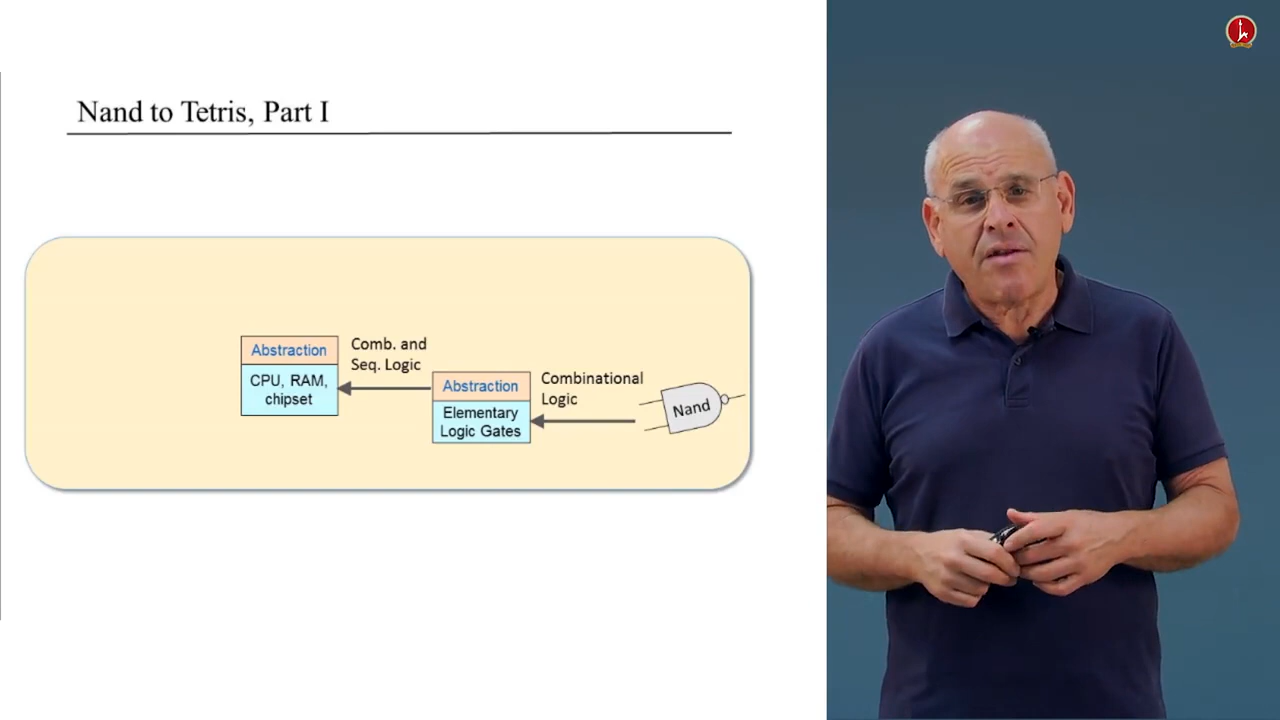 Nand to Tetris, Part I
Abstraction
CPU, RAM,
chipset
Comb. and
Seq. Logic
Abstraction
Elementary
Logic Gates
Combinational
Logic
Nand